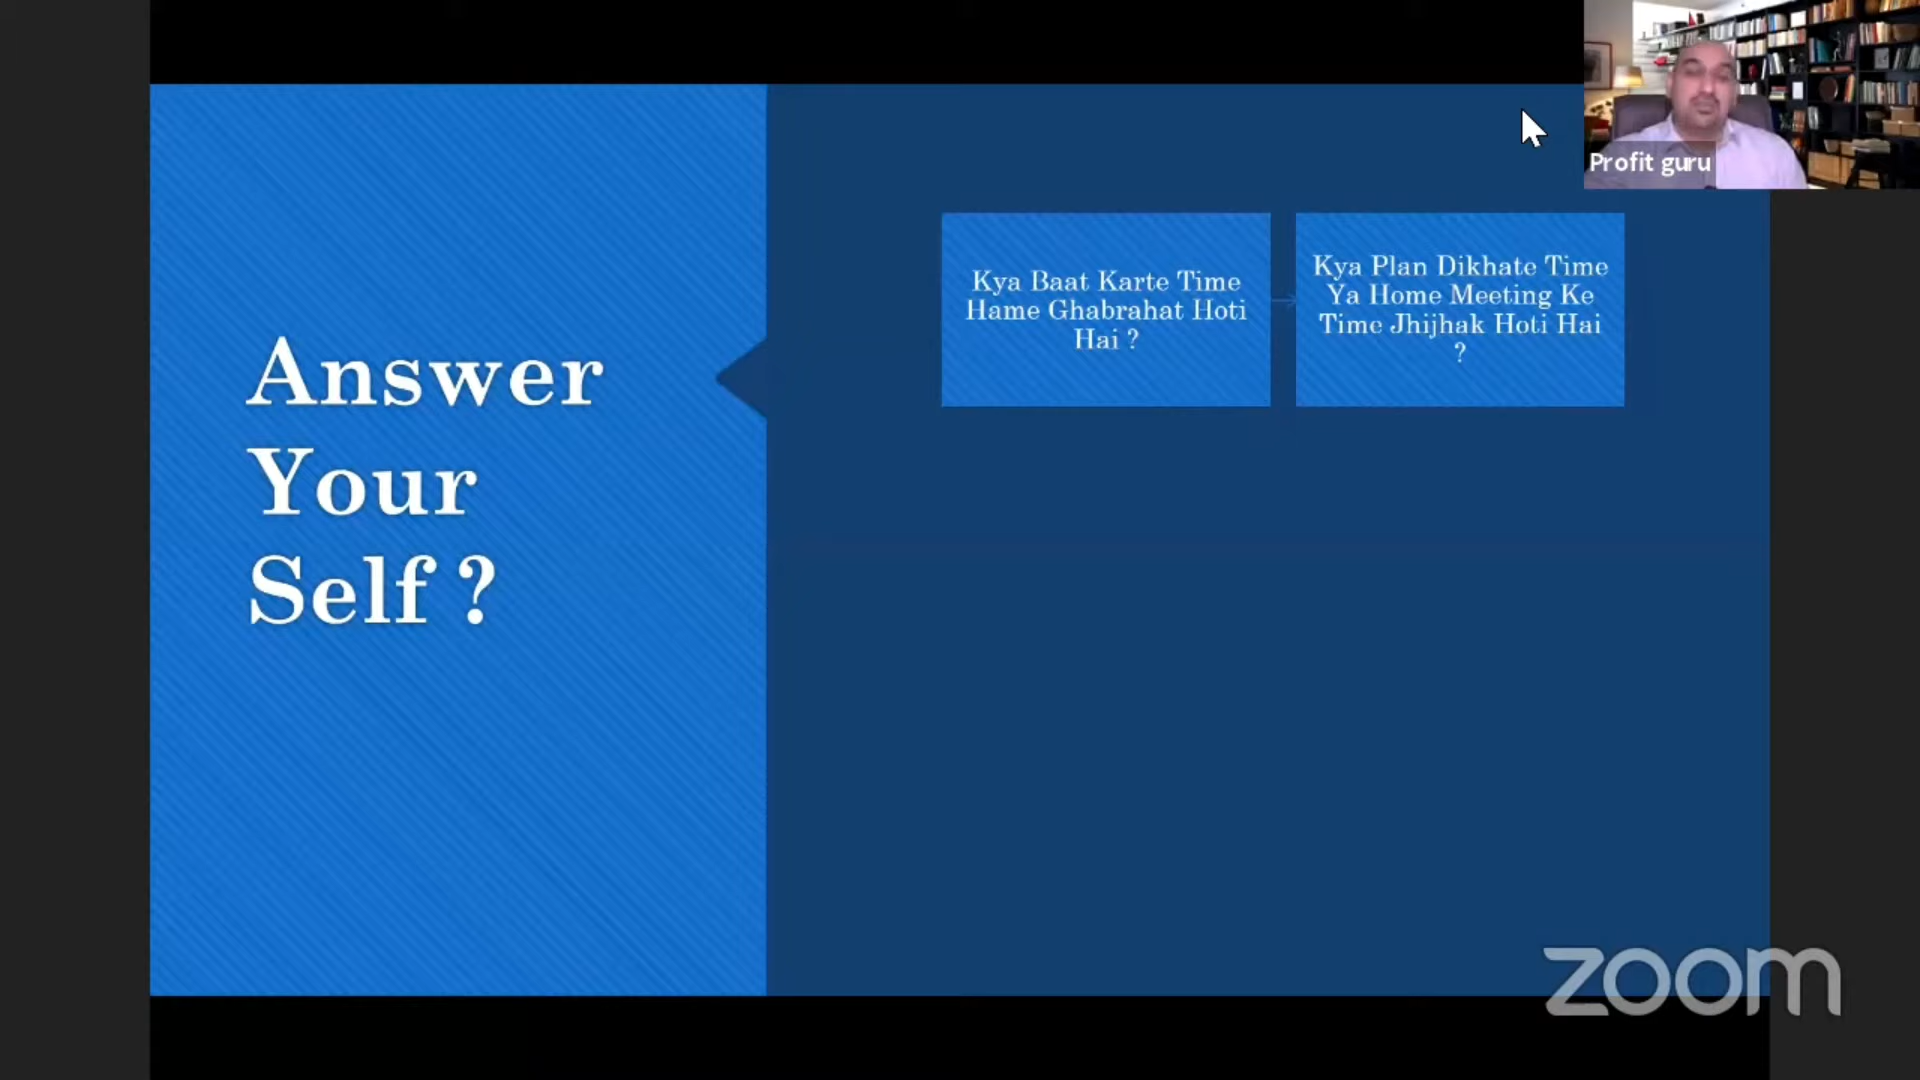 Profit guru
Answer
Your
Self ?
Kya Baat Karte Time
Hame Ghabrahat Hoti
Hai ?
Kya Plan Dikhate Time
Ya Home Meeting Ke
Time Jhijhak Hoti Hai
?
zoom